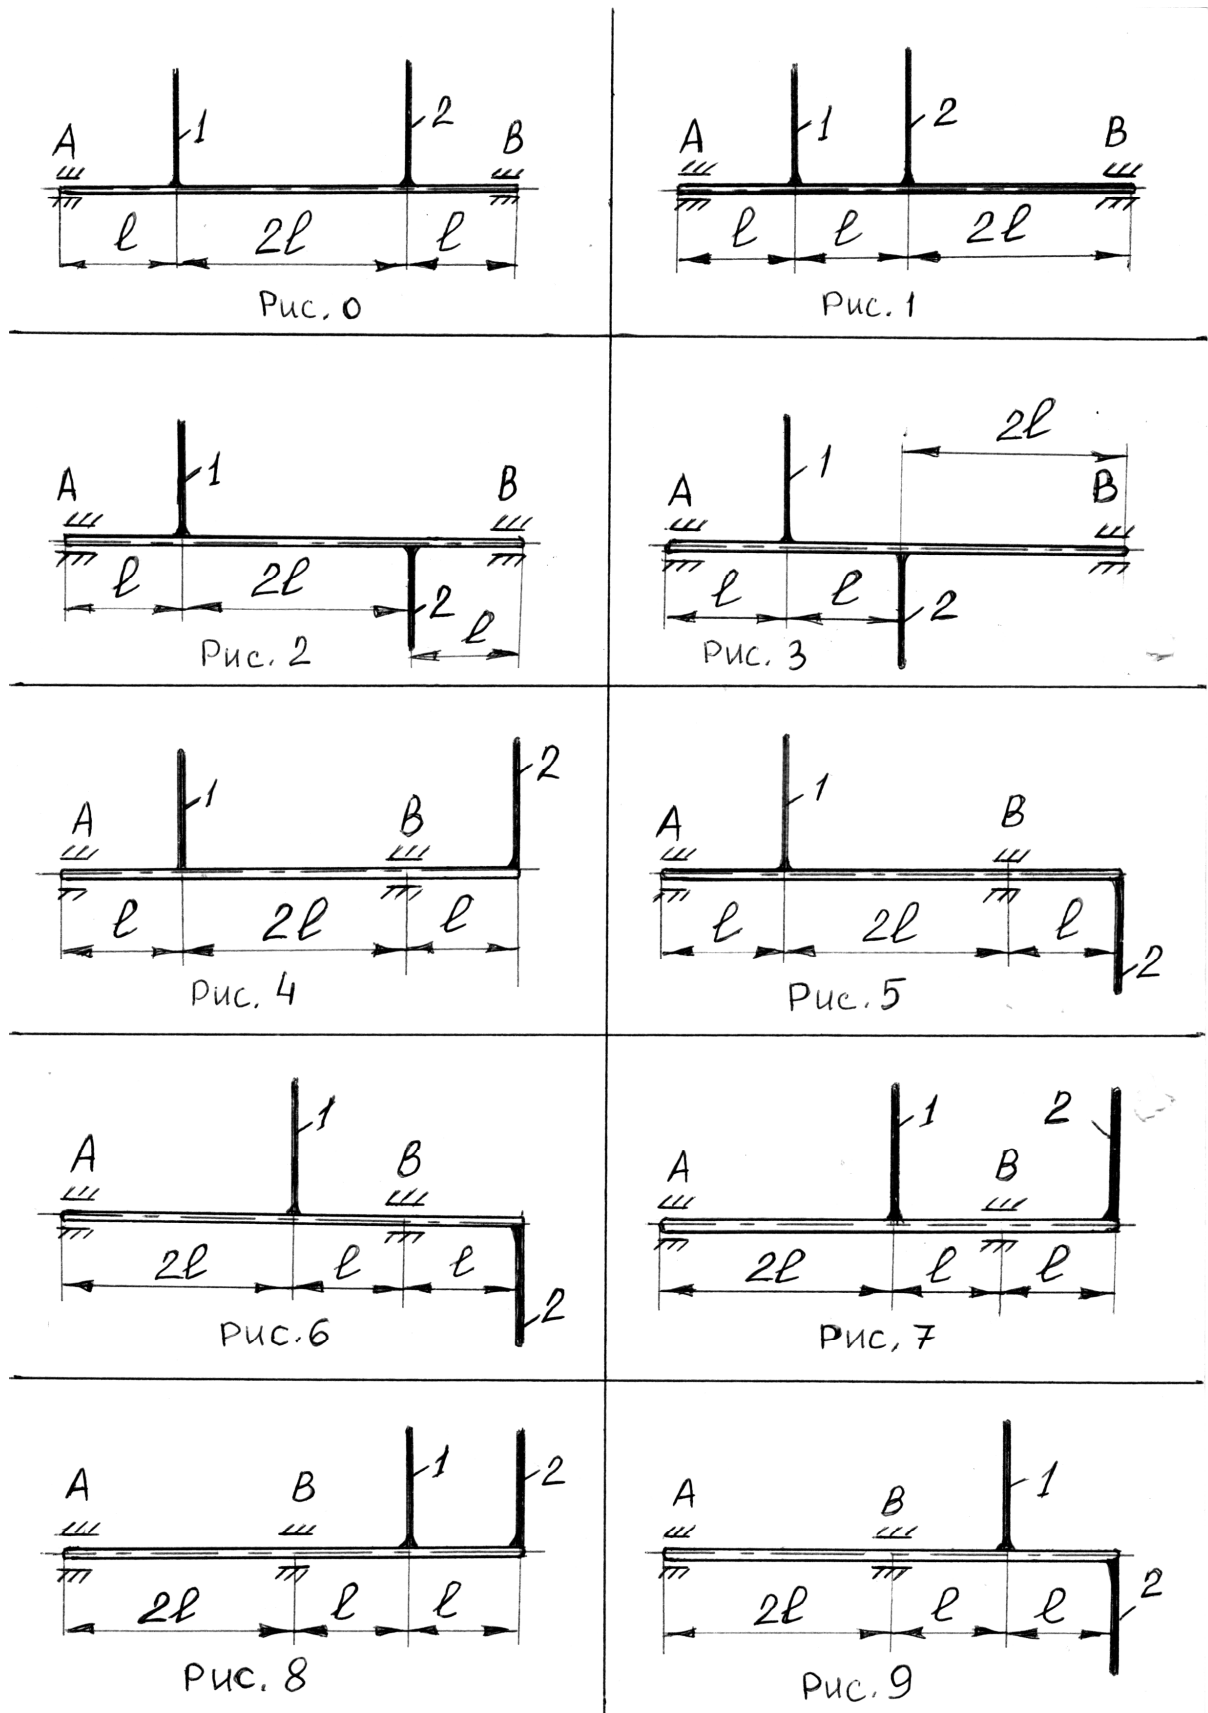 A 1 2 B
ℓ 2ℓ ℓ
Рис. 0
A 1 2 B
ℓ ℓ 2ℓ
Рис. 1
A 1 B
ℓ 2ℓ 2 ℓ
Рис. 2
2ℓ
A 1 B
ℓ ℓ 2
Рис. 3
A 1 B 2
ℓ 2ℓ ℓ
Рис. 4
A 1 B
ℓ 2ℓ ℓ 2
Рис. 5
A 1 B
2ℓ ℓ ℓ 2
Рис. 6
A 1 B 2
2ℓ ℓ ℓ
Рис. 7
A B 1 2
2ℓ ℓ ℓ
Рис. 8
A B 1
2ℓ ℓ ℓ 2
Рис. 9